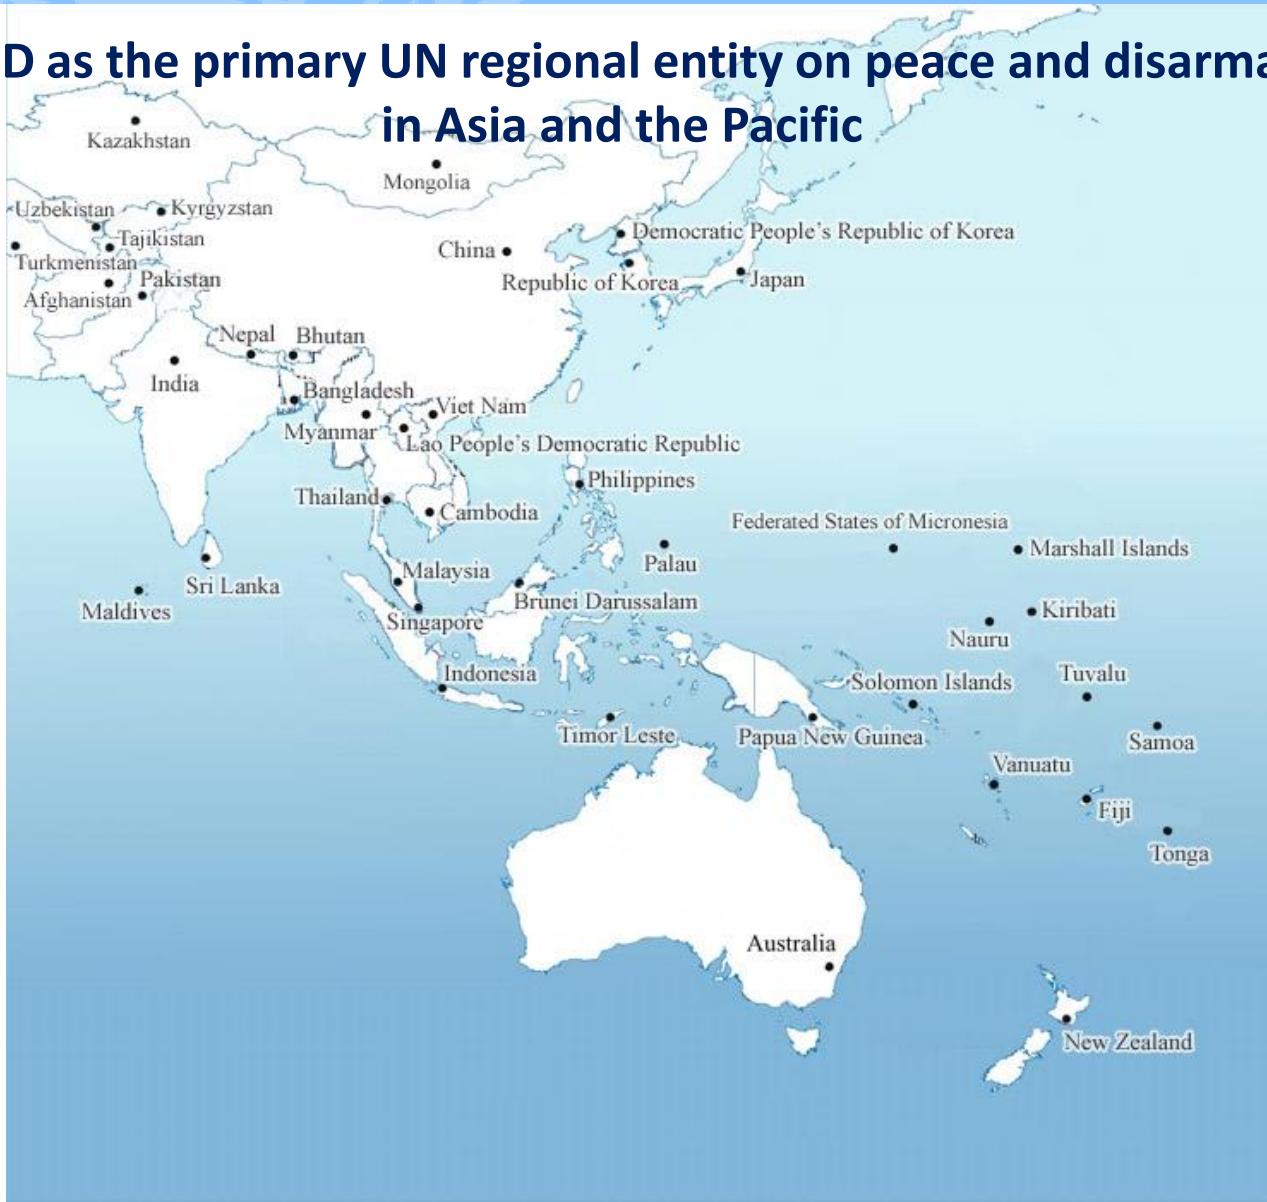 D as the primary UN regional entity on peace and disarma
in Asia and the Pacific
Kazakhstan
Mongolia
Uzbekistan
Kyrgyzstan
Tajikistan
China
Democratic People's Republic of Korea
Turkmenistan
Pakistan
Republic of Korea
Japan
Afghanistan
Nepal
Bhutan
India
Bangladesh
Viet Nam
Myanmar
Lao People's Democratic Republic
Thailand
Philippines
Cambodia
Federated States of Micronesia
Marshall Islands
Palau
Malaysia
Sri Lanka
Maldives
Brunei Darussalam
Kiribati
Singapore
Nauru
Indonesia
Solomon Islands
Tuvalu
Timor Leste
Papua New Guinea
Samoa
Vanuatu
Fiji
Tonga
Australia
New Zealand